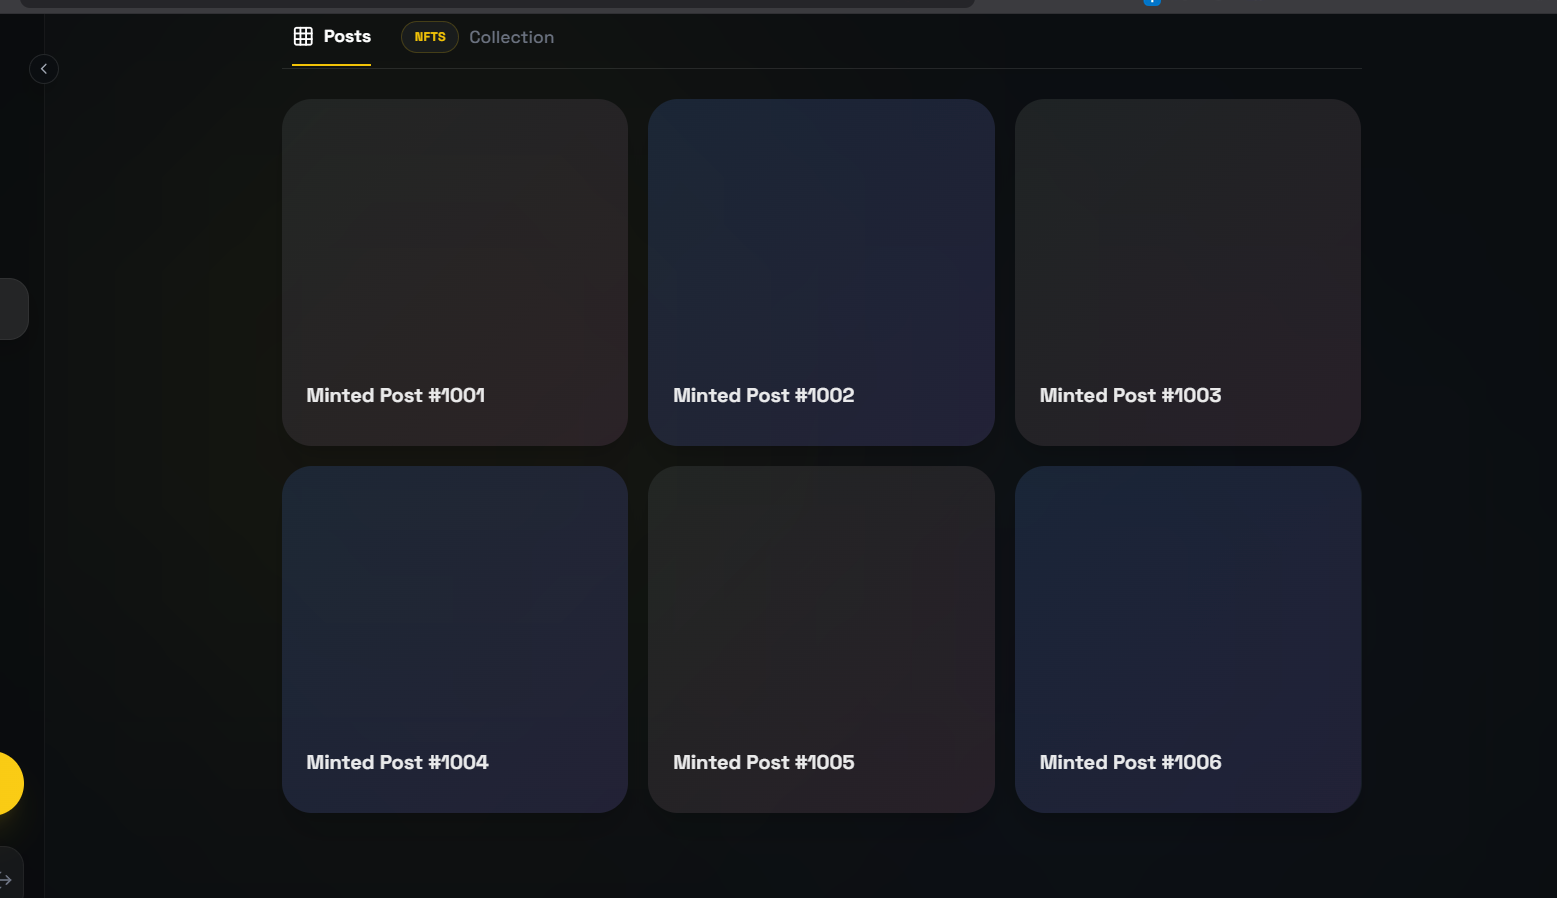 Posts
NFTS
Collection
Minted Post #1001
Minted Post #1002
Minted Post #1003
Minted Post #1004
Minted Post #1005
Minted Post #1006